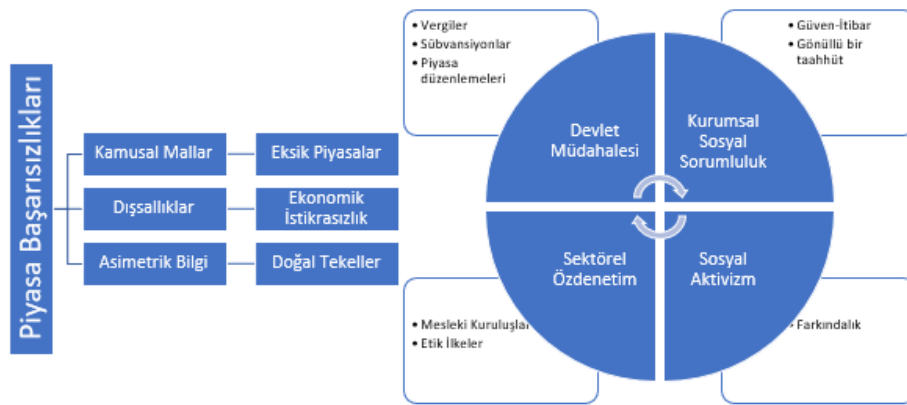 Piyasa Başarısızlıkları
Kamusal Mallar
Eksik Piyasalar
Dışsallıklar
Ekonomik
İstikrasızlık
Asimetrik Bilgi
Doğal Tekeller
• Vergiler
• Sübvansiyonlar
• Piyasa
düzenlemeleri
• Güven-İtibar
• Gönüllü bir
taahhüt
Devlet
Müdahalesi
Kurumsal
Sosyal
Sorumluluk
Sektörel
Özdenetim
Sosyal
Aktivizm
• Mesleki Kuruluşlar
• Etik İlkeler
• Farkındalık